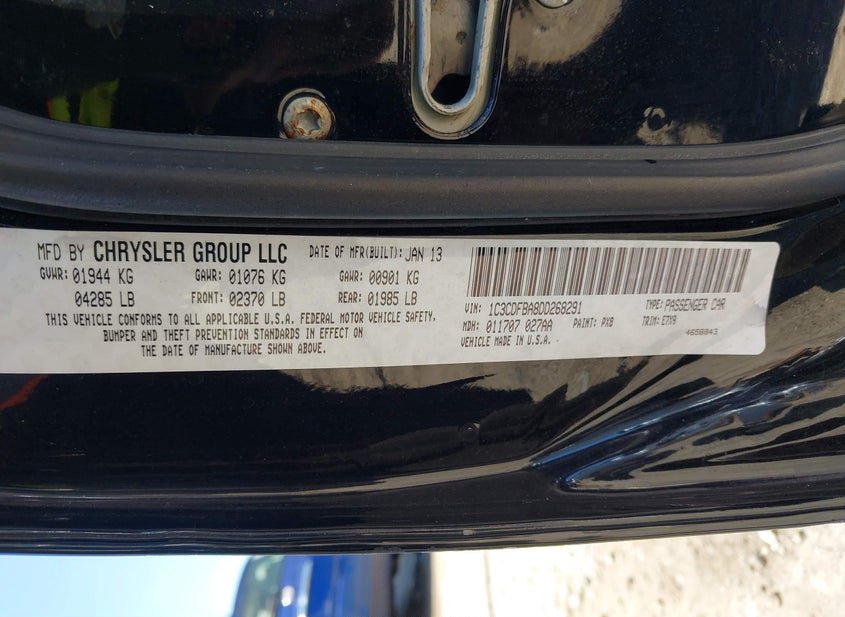 MFD BY CHRYSLER GROUP LLC DATE OF MFR(BUILT): JAN 13
GVWR: 01944 KG GAWR: 01076 KG GAWR: 00901 KG
04285 LB FRONT: 02370 LB REAR: 01985 LB
THIS VEHICLE CONFORMS TO ALL APPLICABLE U.S.A. FEDERAL MOTOR VEHICLE SAFETY,
BUMPER AND THEFT PREVENTION STANDARDS IN EFFECT ON
THE DATE OF MANUFACTURE SHOWN ABOVE.
VIN: 1C3CDFBA8DD268291 TYPE: PASSENGER CAR
MDH: 011707 027AA PAINT: PX8 TRIM: E7X9
VEHICLE MADE IN U.S.A. 4658843